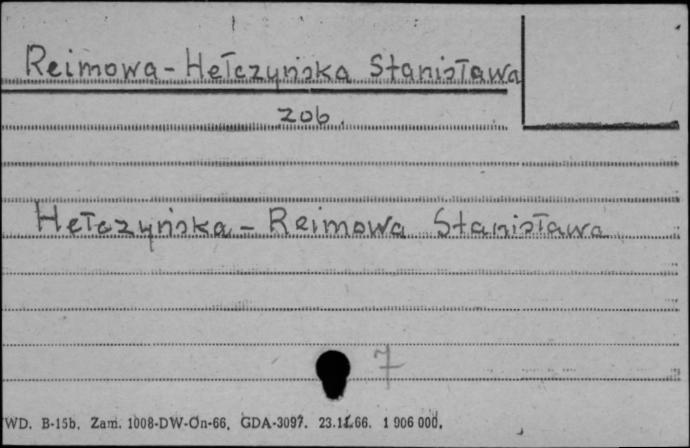 Reimowa-Hełczyńska Stanisława
zob.
Hełczyńska - Reimowa Stanisława
7
WD. B-15b. Zam. 1008-DW-On-66. GDA-3097. 23.11.66. 1 906 000.